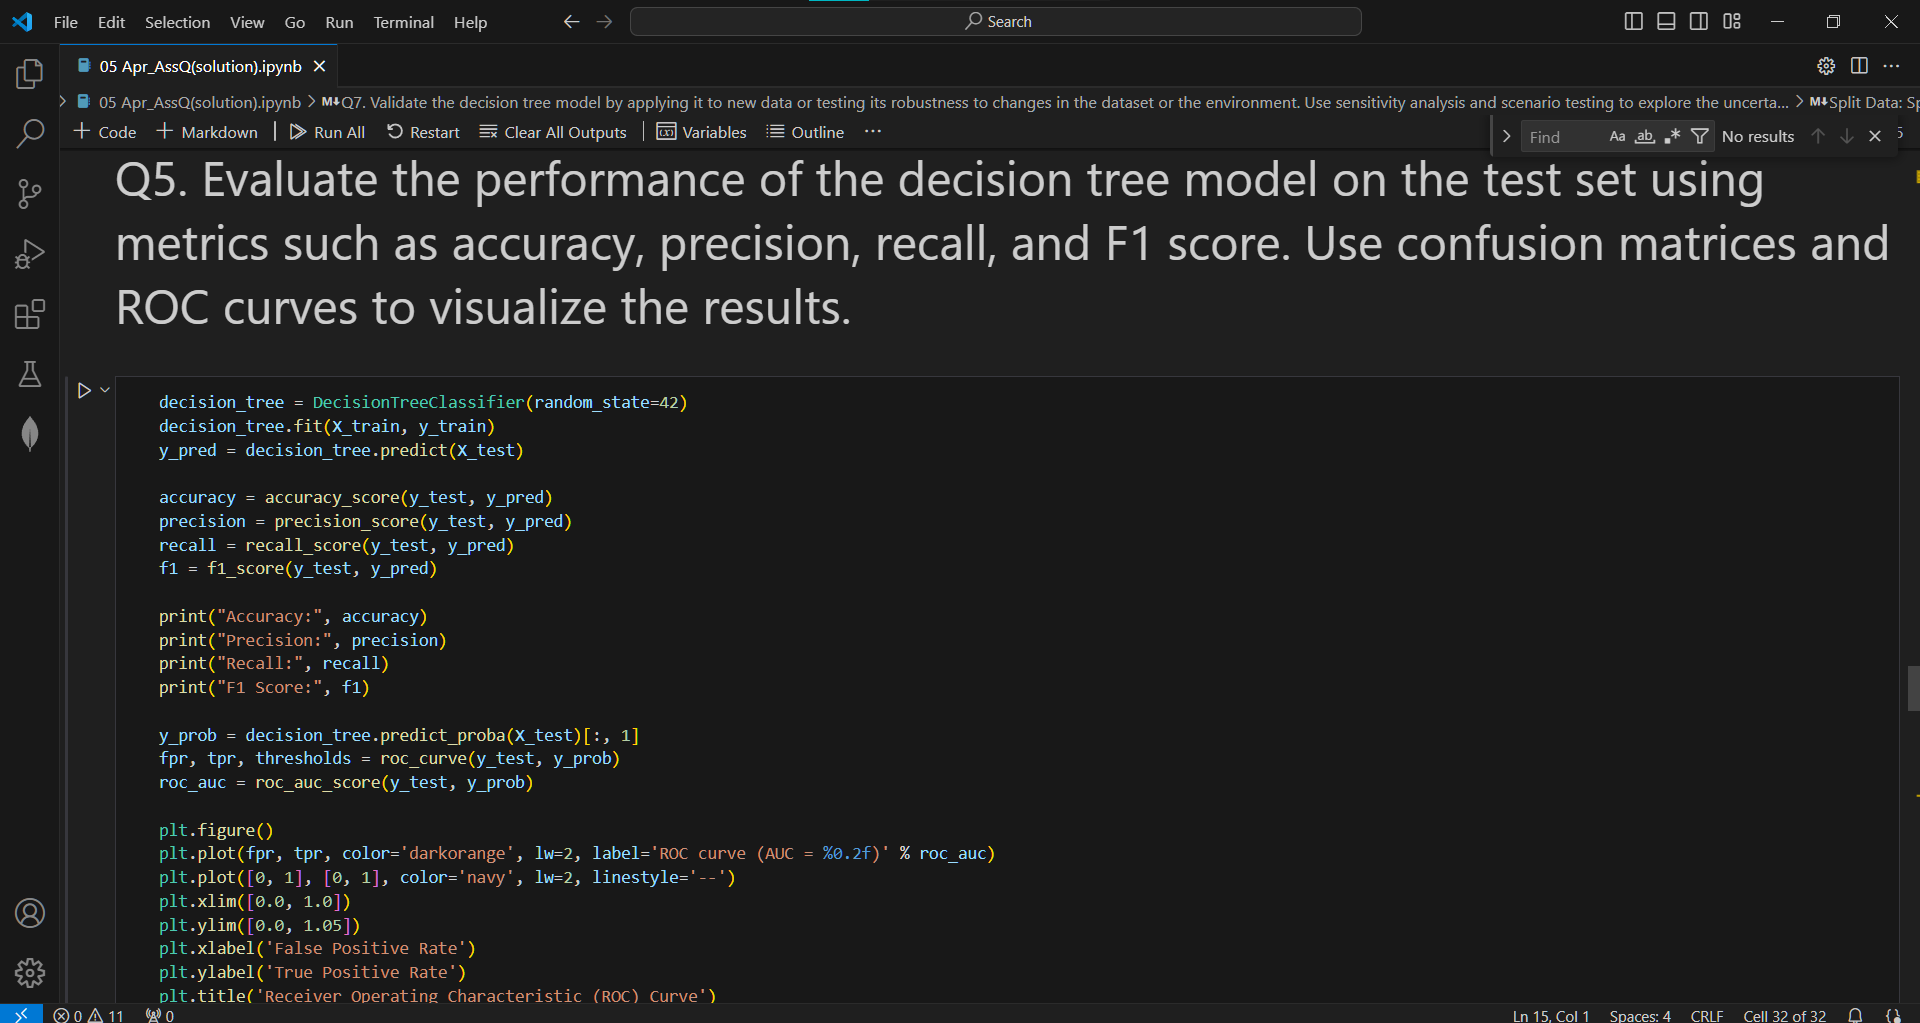 File Edit Selection View Go Run Terminal Help
Search
05 Apr_AssQ(solution).ipynb
05 Apr_AssQ(solution).ipynb > M↓Q7. Validate the decision tree model by applying it to new data or testing its robustness to changes in the dataset or the environment. Use sensitivity analysis and scenario testing to explore the uncerta... > M↓Split Data: Sp
Code Markdown Run All Restart Clear All Outputs Variables Outline ...
Find Aa ab .* No results
Q5. Evaluate the performance of the decision tree model on the test set using
metrics such as accuracy, precision, recall, and F1 score. Use confusion matrices and
ROC curves to visualize the results.
decision_tree = DecisionTreeClassifier(random_state=42)
decision_tree.fit(X_train, y_train)
y_pred = decision_tree.predict(X_test)
accuracy = accuracy_score(y_test, y_pred)
precision = precision_score(y_test, y_pred)
recall = recall_score(y_test, y_pred)
f1 = f1_score(y_test, y_pred)
print("Accuracy:", accuracy)
print("Precision:", precision)
print("Recall:", recall)
print("F1 Score:", f1)
y_prob = decision_tree.predict_proba(X_test)[:, 1]
fpr, tpr, thresholds = roc_curve(y_test, y_prob)
roc_auc = roc_auc_score(y_test, y_prob)
plt.figure()
plt.plot(fpr, tpr, color='darkorange', lw=2, label='ROC curve (AUC = %0.2f)' % roc_auc)
plt.plot([0, 1], [0, 1], color='navy', lw=2, linestyle='--')
plt.xlim([0.0, 1.0])
plt.ylim([0.0, 1.05])
plt.xlabel('False Positive Rate')
plt.ylabel('True Positive Rate')
plt.title('Receiver Operating Characteristic (ROC) Curve')
0 11 0 Ln 15, Col 1 Spaces: 4 CRLF Cell 32 of 32